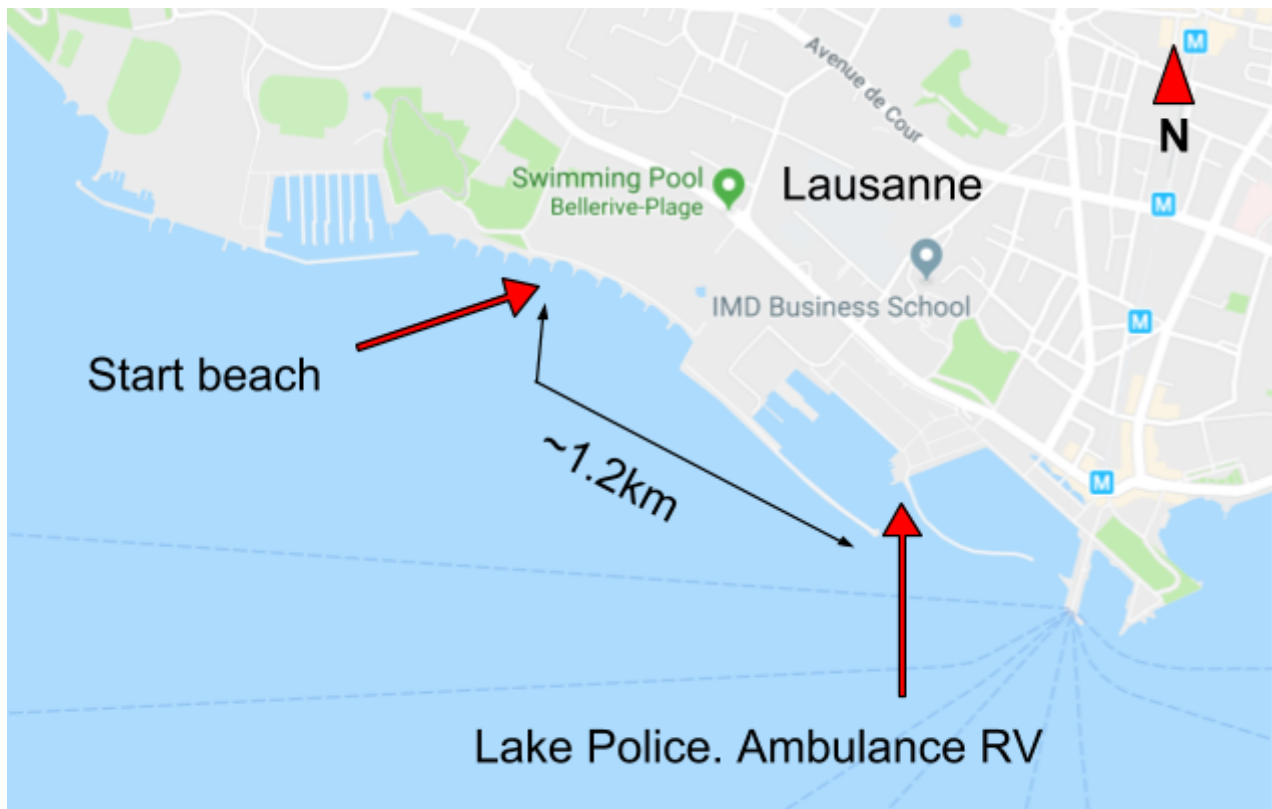 M
Avenue de Cour
N
Swimming Pool
Bellerive-Plage
Lausanne
M
IMD Business School
M
Start beach
~1.2km
M
Lake Police. Ambulance RV